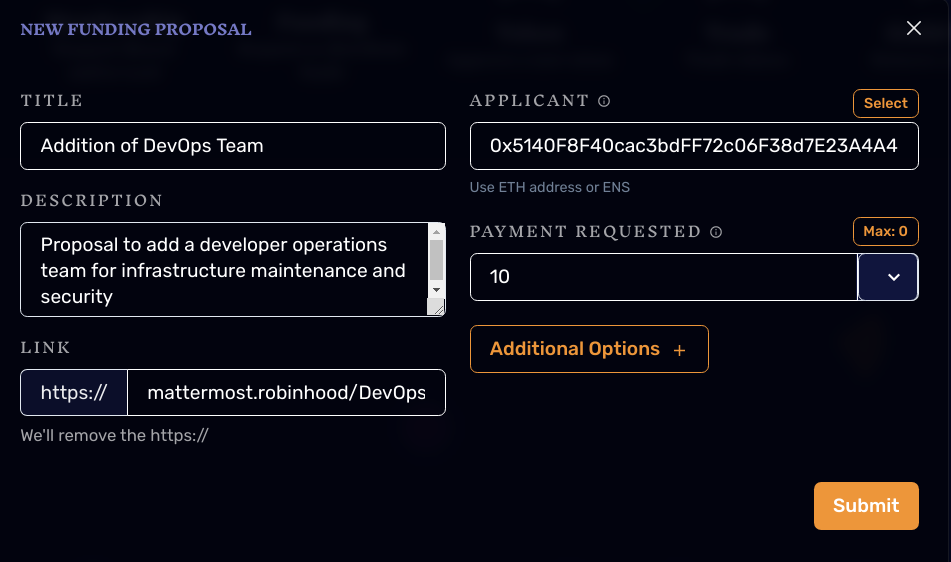 NEW FUNDING PROPOSAL
TITLE
Addition of DevOps Team
DESCRIPTION
Proposal to add a developer operations
team for infrastructure maintenance and
security
LINK
https://
mattermost.robinhood/DevOps
We'll remove the https://
APPLICANT
Select
0x5140F8F40cac3bdFF72c06F38d7E23A4A4
Use ETH address or ENS
PAYMENT REQUESTED
Max: 0
10
Additional Options +
Submit